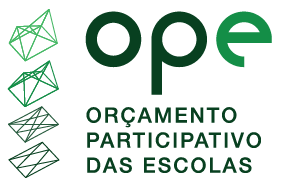 ope
ORÇAMENTO
PARTICIPATIVO
DAS ESCOLAS